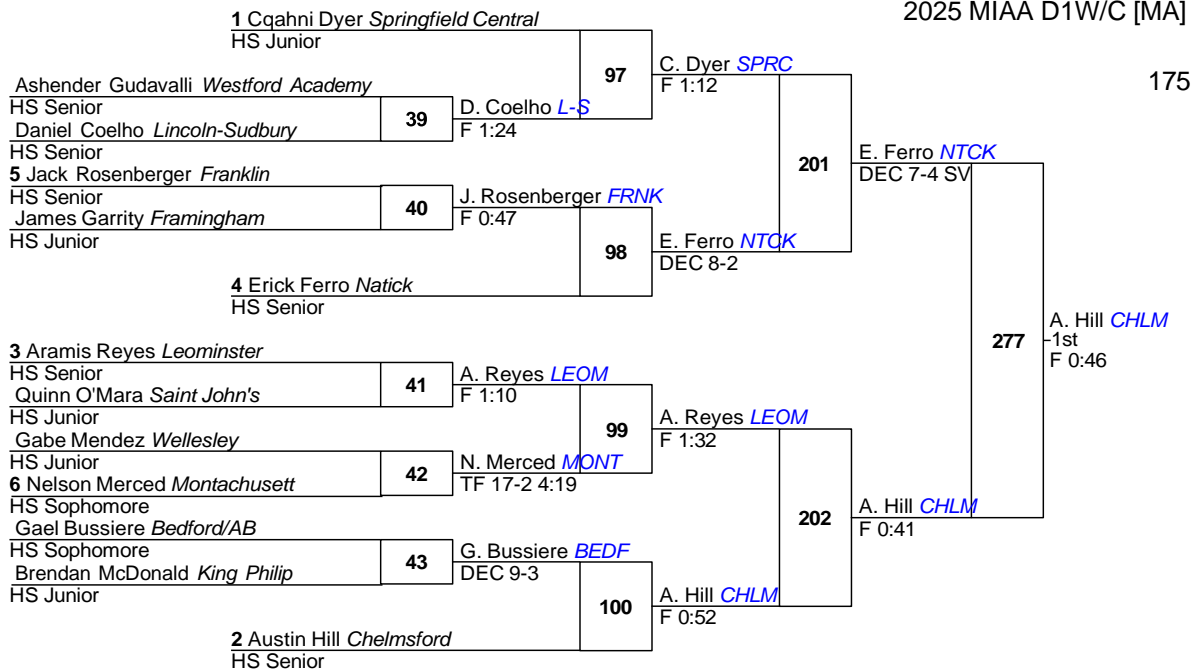 2025 MIAA D1W/C [MA]
175
1 Cqahni Dyer Springfield Central
HS Junior
Ashender Gudavalli Westford Academy
HS Senior
Daniel Coelho Lincoln-Sudbury
HS Senior
5 Jack Rosenberger Franklin
HS Senior
James Garrity Framingham
HS Junior
4 Erick Ferro Natick
HS Senior
3 Aramis Reyes Leominster
HS Senior
Quinn O'Mara Saint John's
HS Junior
Gabe Mendez Wellesley
HS Junior
6 Nelson Merced Montachusett
HS Sophomore
Gael Bussiere Bedford/AB
HS Sophomore
Brendan McDonald King Philip
HS Junior
2 Austin Hill Chelmsford
HS Senior
39
D. Coelho L-S
F 1:24
40
J. Rosenberger FRNK
F 0:47
41
A. Reyes LEOM
F 1:10
42
N. Merced MONT
TF 17-2 4:19
43
G. Bussiere BEDF
DEC 9-3
97
C. Dyer SPRC
F 1:12
98
E. Ferro NTCK
DEC 8-2
99
A. Reyes LEOM
F 1:32
100
A. Hill CHLM
F 0:52
201
E. Ferro NTCK
DEC 7-4 SV
202
A. Hill CHLM
F 0:41
277
A. Hill CHLM
1st
F 0:46